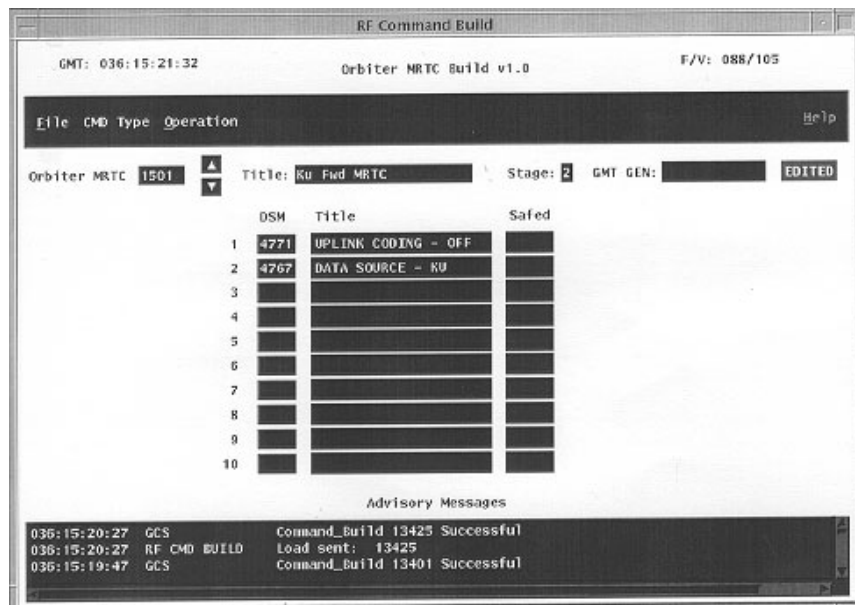 RF Command Build
GMT: 036:15:21:32 Orbiter MRTC Build v1.0 F/V: 088/105
File CMD Type Operation Help
Orbiter MRTC 1501 Title: Ku Fwd MRTC Stage: 2 GMT GEN: EDITED
DSM Title Safed
1 4771 UPLINK CODING - OFF
2 4767 DATA SOURCE - KU
3
4
5
6
7
8
9
10
Advisory Messages
036:15:20:27 GCS Command_Build 13425 Successful
036:15:20:27 RF CMD BUILD Load sent: 13425
036:15:19:47 GCS Command_Build 13401 Successful